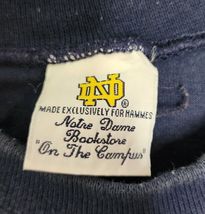 ND ®
MADE EXCLUSIVELY FOR HAMMES
Notre Dame
Bookstore
"On The Campus"